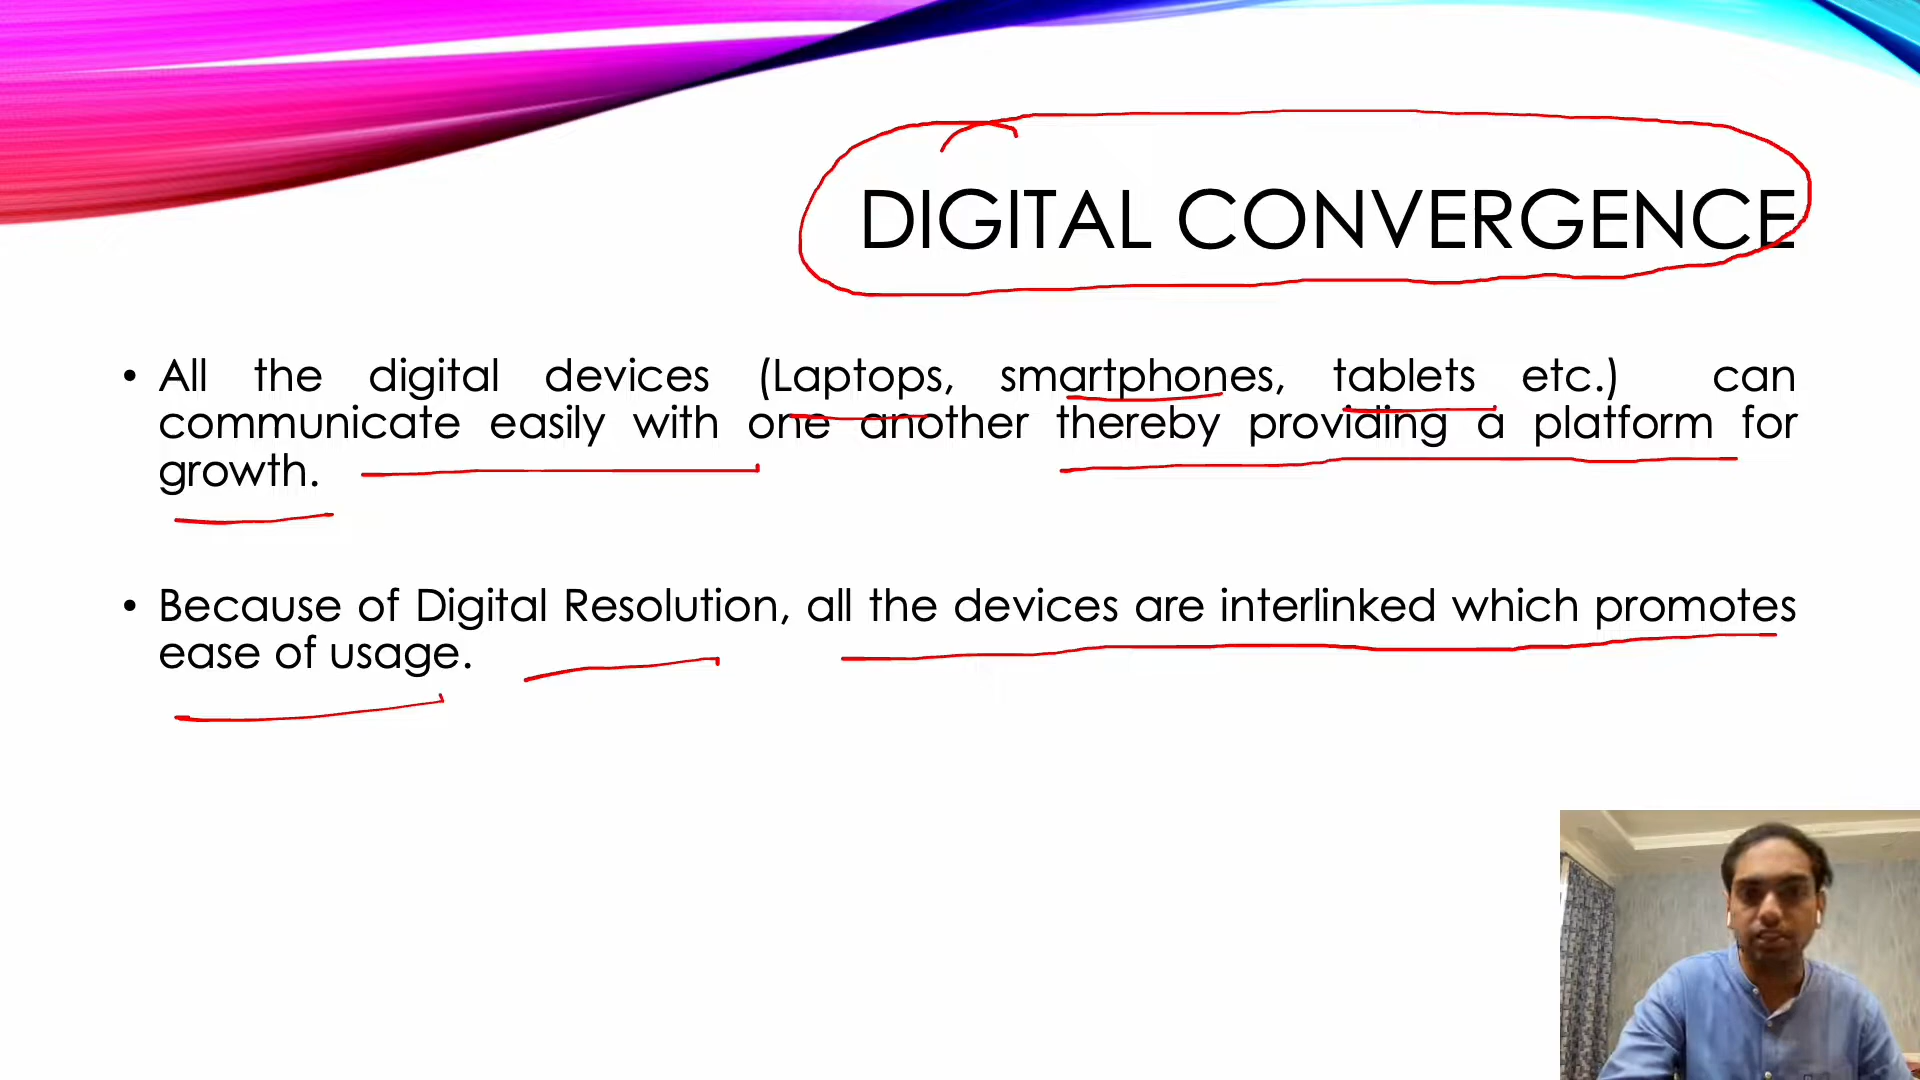 DIGITAL CONVERGENCE
• All the digital devices (Laptops, smartphones, tablets etc.) can
communicate easily with one another thereby providing a platform for
growth.
• Because of Digital Resolution, all the devices are interlinked which promotes
ease of usage.